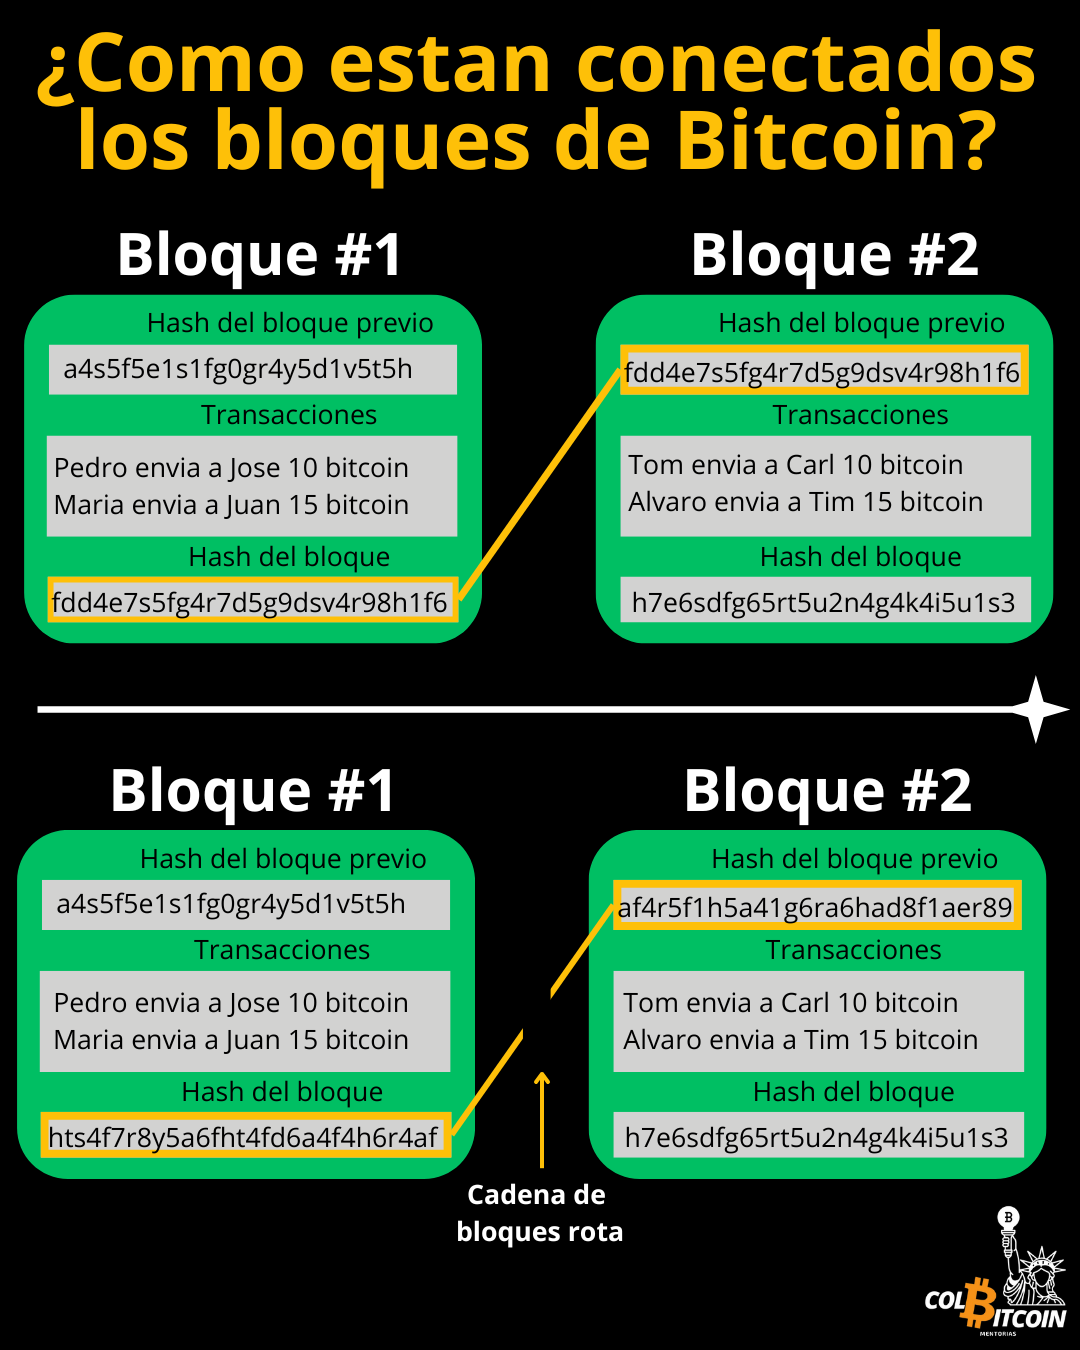 ¿Como estan conectados
los bloques de Bitcoin?
Bloque #1
Hash del bloque previo
a4s5f5e1s1fg0gr4y5d1v5t5h
Transacciones
Pedro envia a Jose 10 bitcoin
Maria envia a Juan 15 bitcoin
Hash del bloque
fdd4e7s5fg4r7d5g9dsv4r98h1f6
Bloque #2
Hash del bloque previo
fdd4e7s5fg4r7d5g9dsv4r98h1f6
Transacciones
Tom envia a Carl 10 bitcoin
Alvaro envia a Tim 15 bitcoin
Hash del bloque
h7e6sdfg65rt5u2n4g4k4i5u1s3
Bloque #1
Hash del bloque previo
a4s5f5e1s1fg0gr4y5d1v5t5h
Transacciones
Pedro envia a Jose 10 bitcoin
Maria envia a Juan 15 bitcoin
Hash del bloque
hts4f7r8y5a6fht4fd6a4f4h6r4af
Bloque #2
Hash del bloque previo
af4r5f1h5a41g6ra6had8f1aer89
Transacciones
Tom envia a Carl 10 bitcoin
Alvaro envia a Tim 15 bitcoin
Hash del bloque
h7e6sdfg65rt5u2n4g4k4i5u1s3
Cadena de
bloques rota
COLBITCOIN
MENTORIAS